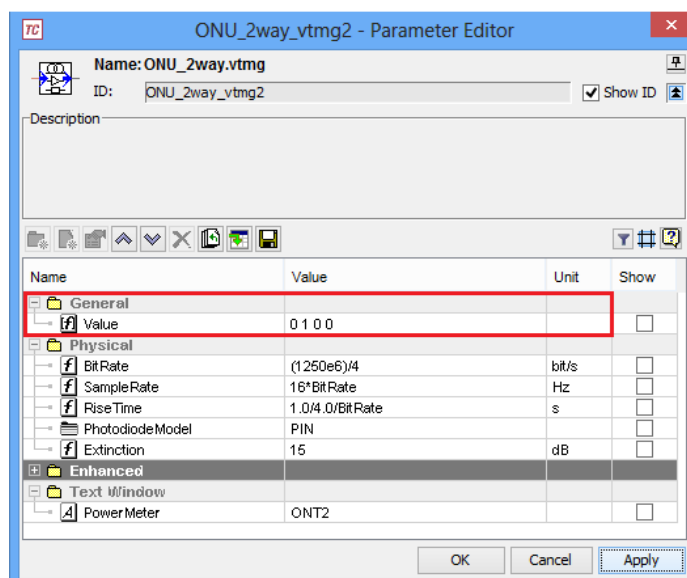 TC ONU_2way_vtmg2 - Parameter Editor
Name: ONU_2way.vtmg
ID: ONU_2way_vtmg2 Show ID
Description
Name Value Unit Show
General
f Value 0 1 0 0
Physical
f BitRate (1250e6)/4 bit/s
f SampleRate 16*BitRate Hz
f RiseTime 1.0/4.0/BitRate s
PhotodiodeModel PIN
f Extinction 15 dB
Enhanced
Text Window
A PowerMeter ONT2
OK Cancel Apply